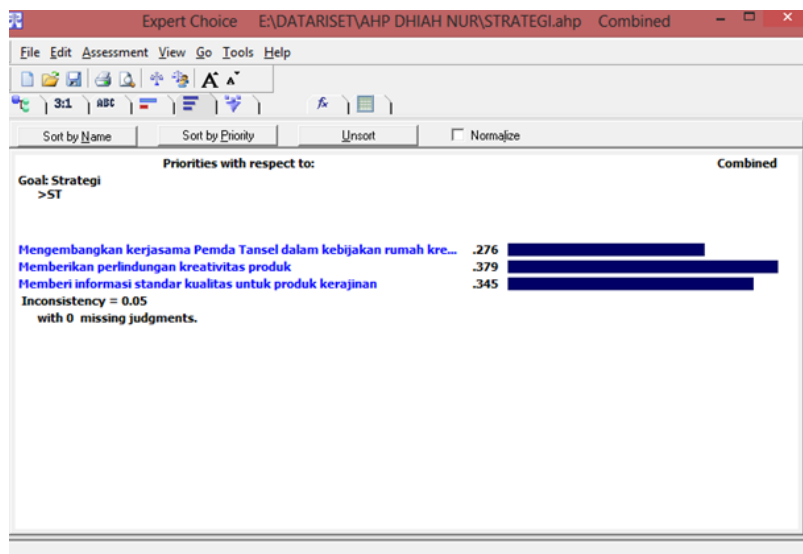 Expert Choice E:\DATARISET\AHP DHIAH NUR\STRATEGI.ahp Combined
File Edit Assessment View Go Tools Help
A A
3:1 ABC fx
Sort by Name Sort by Priority Unsort Normalize
Priorities with respect to: Combined
Goal: Strategi
>ST
Mengembangkan kerjasama Pemda Tansel dalam kebijakan rumah kre... .276
Memberikan perlindungan kreativitas produk .379
Memberi informasi standar kualitas untuk produk kerajinan .345
Inconsistency = 0.05
with 0 missing judgments.